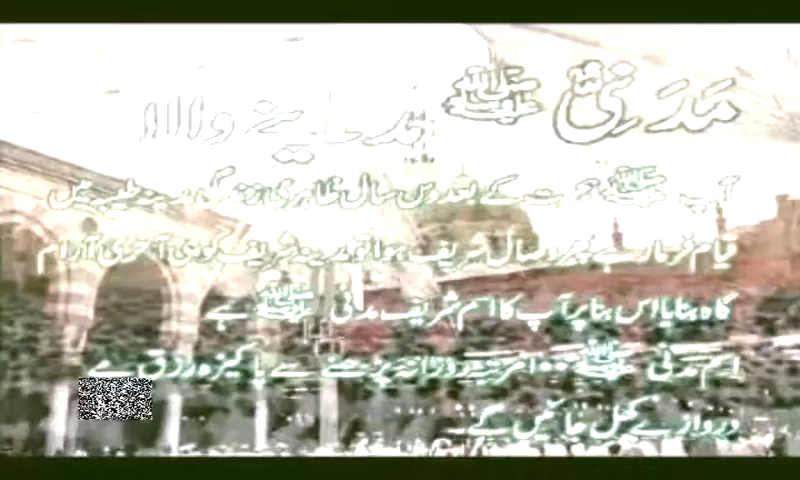 مَدَنِیٌّ ﷺ مدینے والا
آپ ﷺ ہجرت کے بعد دس سال ظاہری زندگی مدینہ طیبہ میں
قیام فرما رہے پھر وصال شریف ہوا تو مدینہ شریف کو ہی آخری آرام
گاہ بنایا اس بنا پر آپ کا اسم شریف مدنی ﷺ ہے
اسم مدنی ﷺ ۰۰ا مرتبہ روزانہ پڑھنے سے پاکیزہ رزق کے
دروازے کھل جائیں گے۔